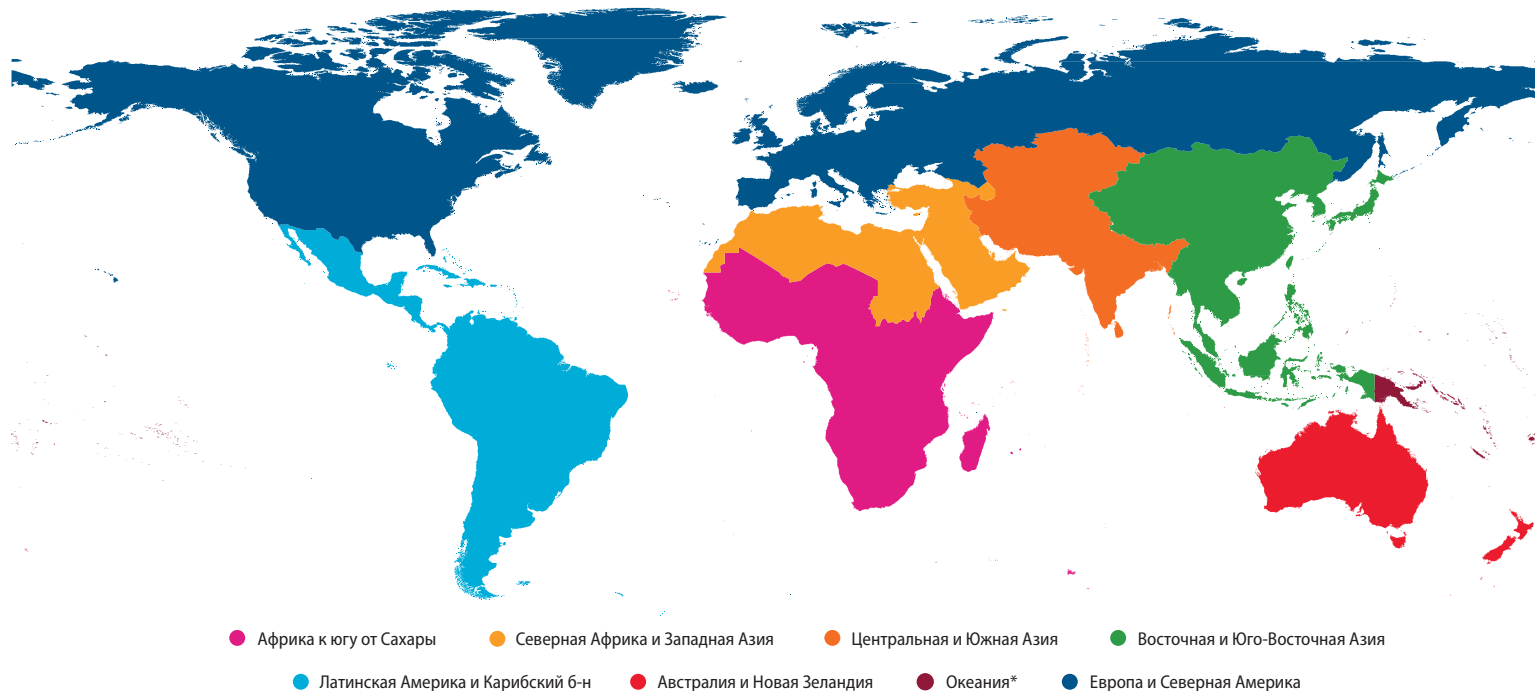 Африка к югу от Сахары
Северная Африка и Западная Азия
Центральная и Южная Азия
Восточная и Юго-Восточная Азия
Латинская Америка и Карибский б-н
Австралия и Новая Зеландия
Океания*
Европа и Северная Америка